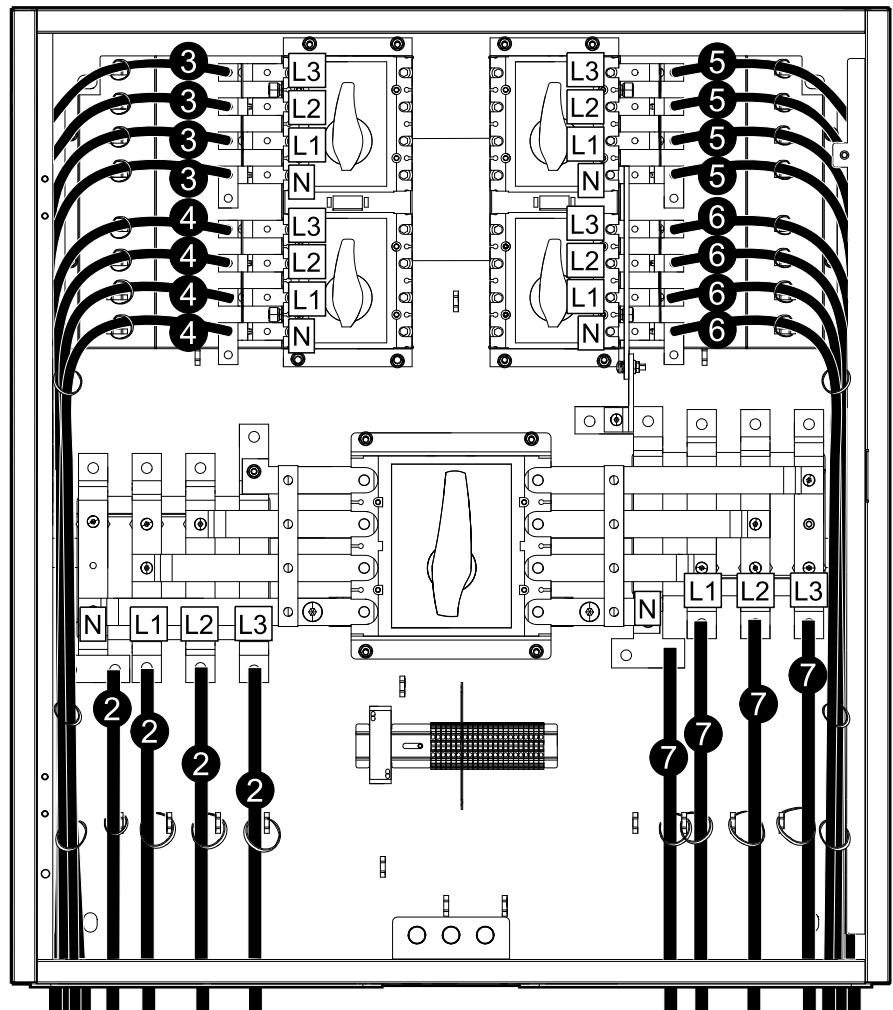 3 L3 L3 5
3 L2 L2 5
3 L1 L1 5
3 N N 5
4 L3 L3 6
4 L2 L2 6
4 L1 L1 6
4 N N 6
N L1 L2 L3 N L1 L2 L3
2 2 2 2 7 7 7 7